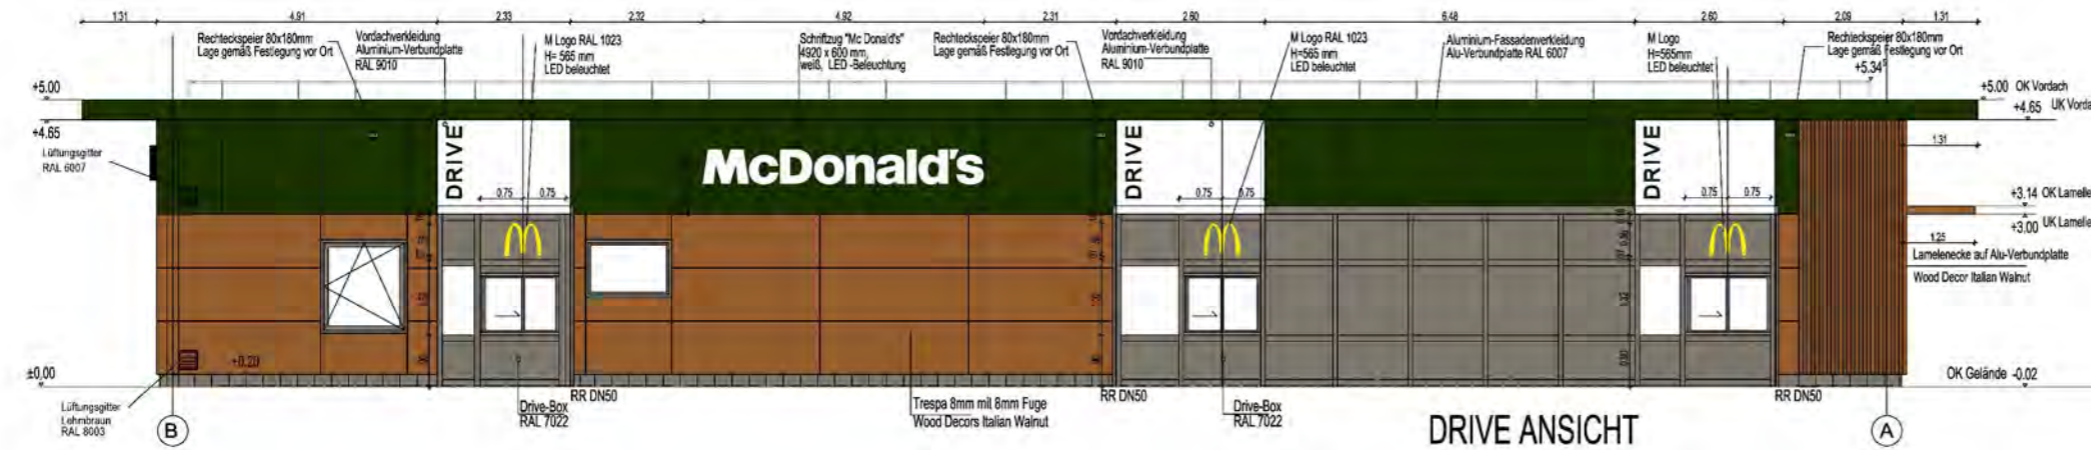 1.31 4.91 2.33 2.32 4.92 2.31 2.60 6.48 2.60 2.09 1.31
Rechteckspeier 80x180mm
Lage gemäß Festlegung vor Ort
Vordachverkleidung
Aluminium-Verbundplatte
RAL 9010
M Logo RAL 1023
H= 565 mm
LED beleuchtet
Schriftzug "Mc Donald's"
4920 x 600 mm,
weiß, LED -Beleuchtung
Rechteckspeier 80x180mm
Lage gemäß Festlegung vor Ort
Vordachverkleidung
Aluminium-Verbundplatte
RAL 9010
M Logo RAL 1023
H=565 mm
LED beleuchtet
Aluminium-Fassadenverkleidung
Alu-Verbundplatte RAL 6007
M Logo
H=565mm
LED beleuchtet
Rechteckspeier 80x180mm
Lage gemäß Festlegung vor Ort
+5.34⁵
+5.00
+5.00 OK Vordach
+4.65 UK Vorda
+4.65
Lüftungsgitter
RAL 6007
DRIVE
McDonald's
DRIVE
DRIVE
1.31
0.75 0.75
0.75 0.75
0.75 0.75
+3.14 OK Lamelle
+3.00 UK Lamelle
1.25
Lamelenecke auf Alu-Verbundplatte
Wood Decor Italian Walnut
+0.20
±0,00
OK Gelände -0.02
Lüftungsgitter
Lehmbraun
RAL 8003
B
Drive-Box
RAL 7022
RR DN50
Trespa 8mm mit 8mm Fuge
Wood Decors Italian Walnut
RR DN50
Drive-Box
RAL 7022
DRIVE ANSICHT
RR DN50
A